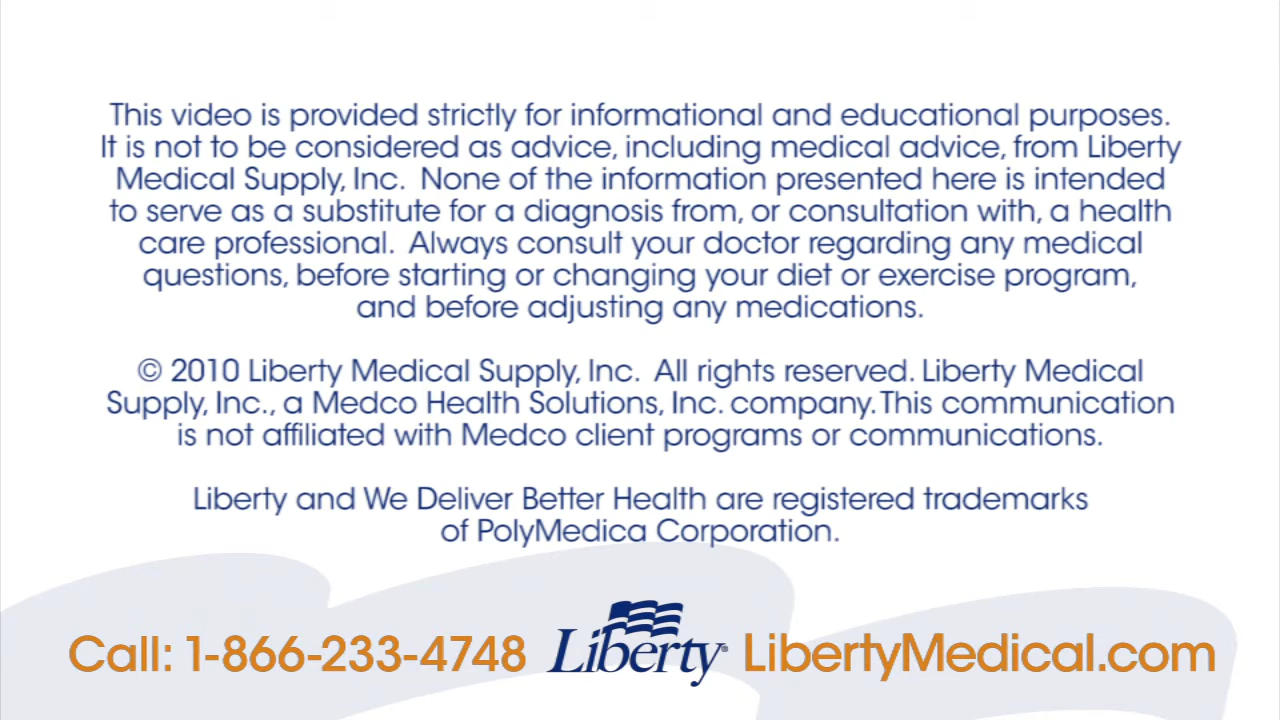 This video is provided strictly for informational and educational purposes.
It is not to be considered as advice, including medical advice, from Liberty
Medical Supply, Inc.  None of the information presented here is intended
to serve as a substitute for a diagnosis from, or consultation with, a health
care professional.  Always consult your doctor regarding any medical
questions, before starting or changing your diet or exercise program,
and before adjusting any medications.
© 2010 Liberty Medical Supply, Inc.  All rights reserved. Liberty Medical
Supply, Inc., a Medco Health Solutions, Inc. company. This communication
is not affiliated with Medco client programs or communications.
Liberty and We Deliver Better Health are registered trademarks
of PolyMedica Corporation.
Call: 1-866-233-4748 Liberty® LibertyMedical.com